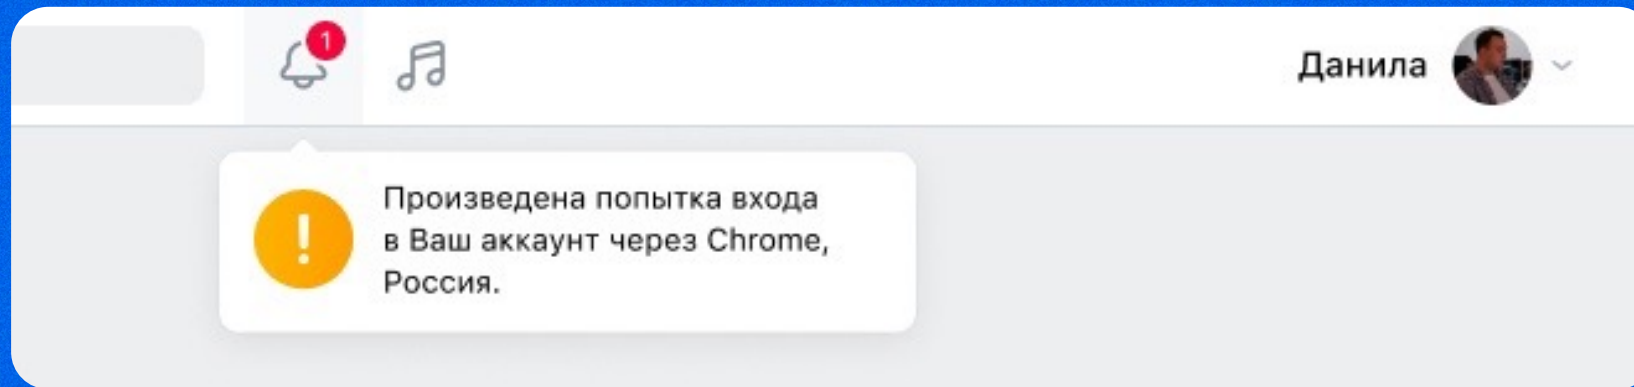 1
Данила
Произведена попытка входа
в Ваш аккаунт через Chrome,
Россия.